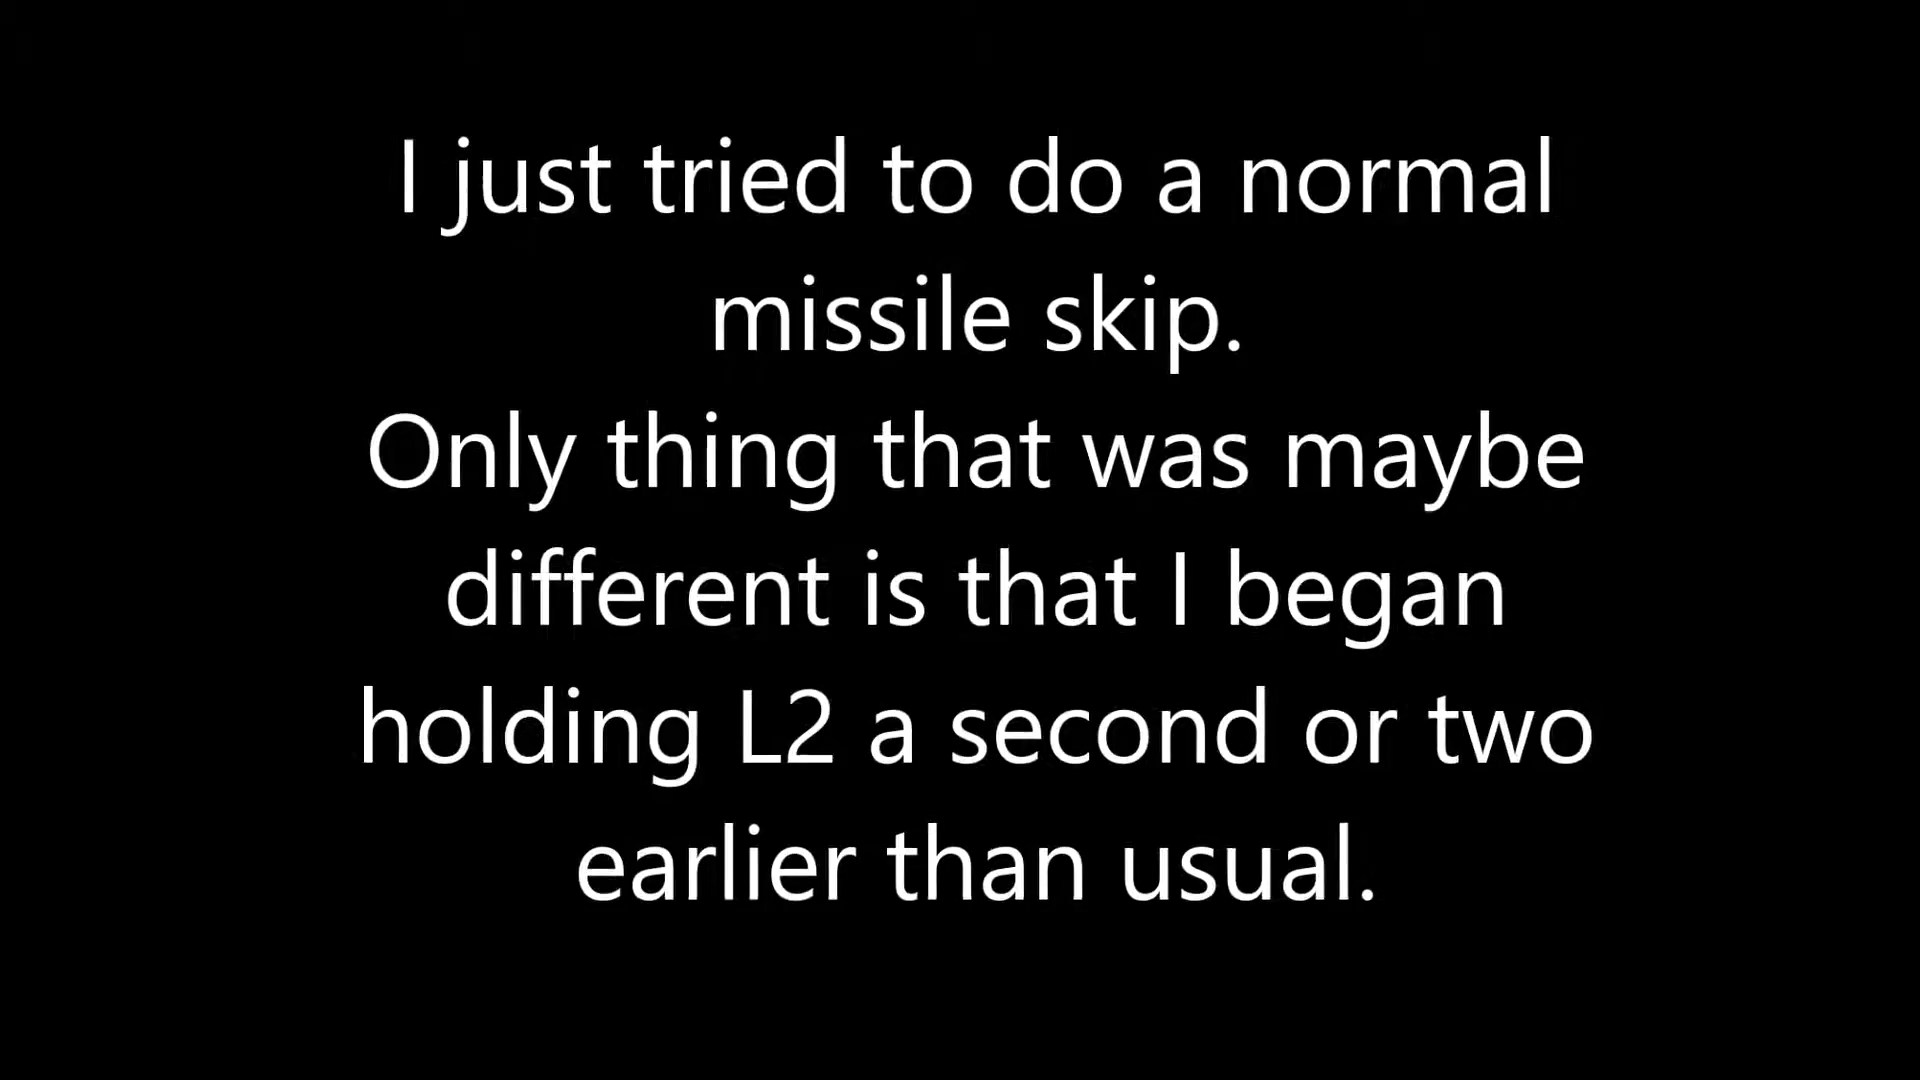 I just tried to do a normal
missile skip.
Only thing that was maybe
different is that I began
holding L2 a second or two
earlier than usual.